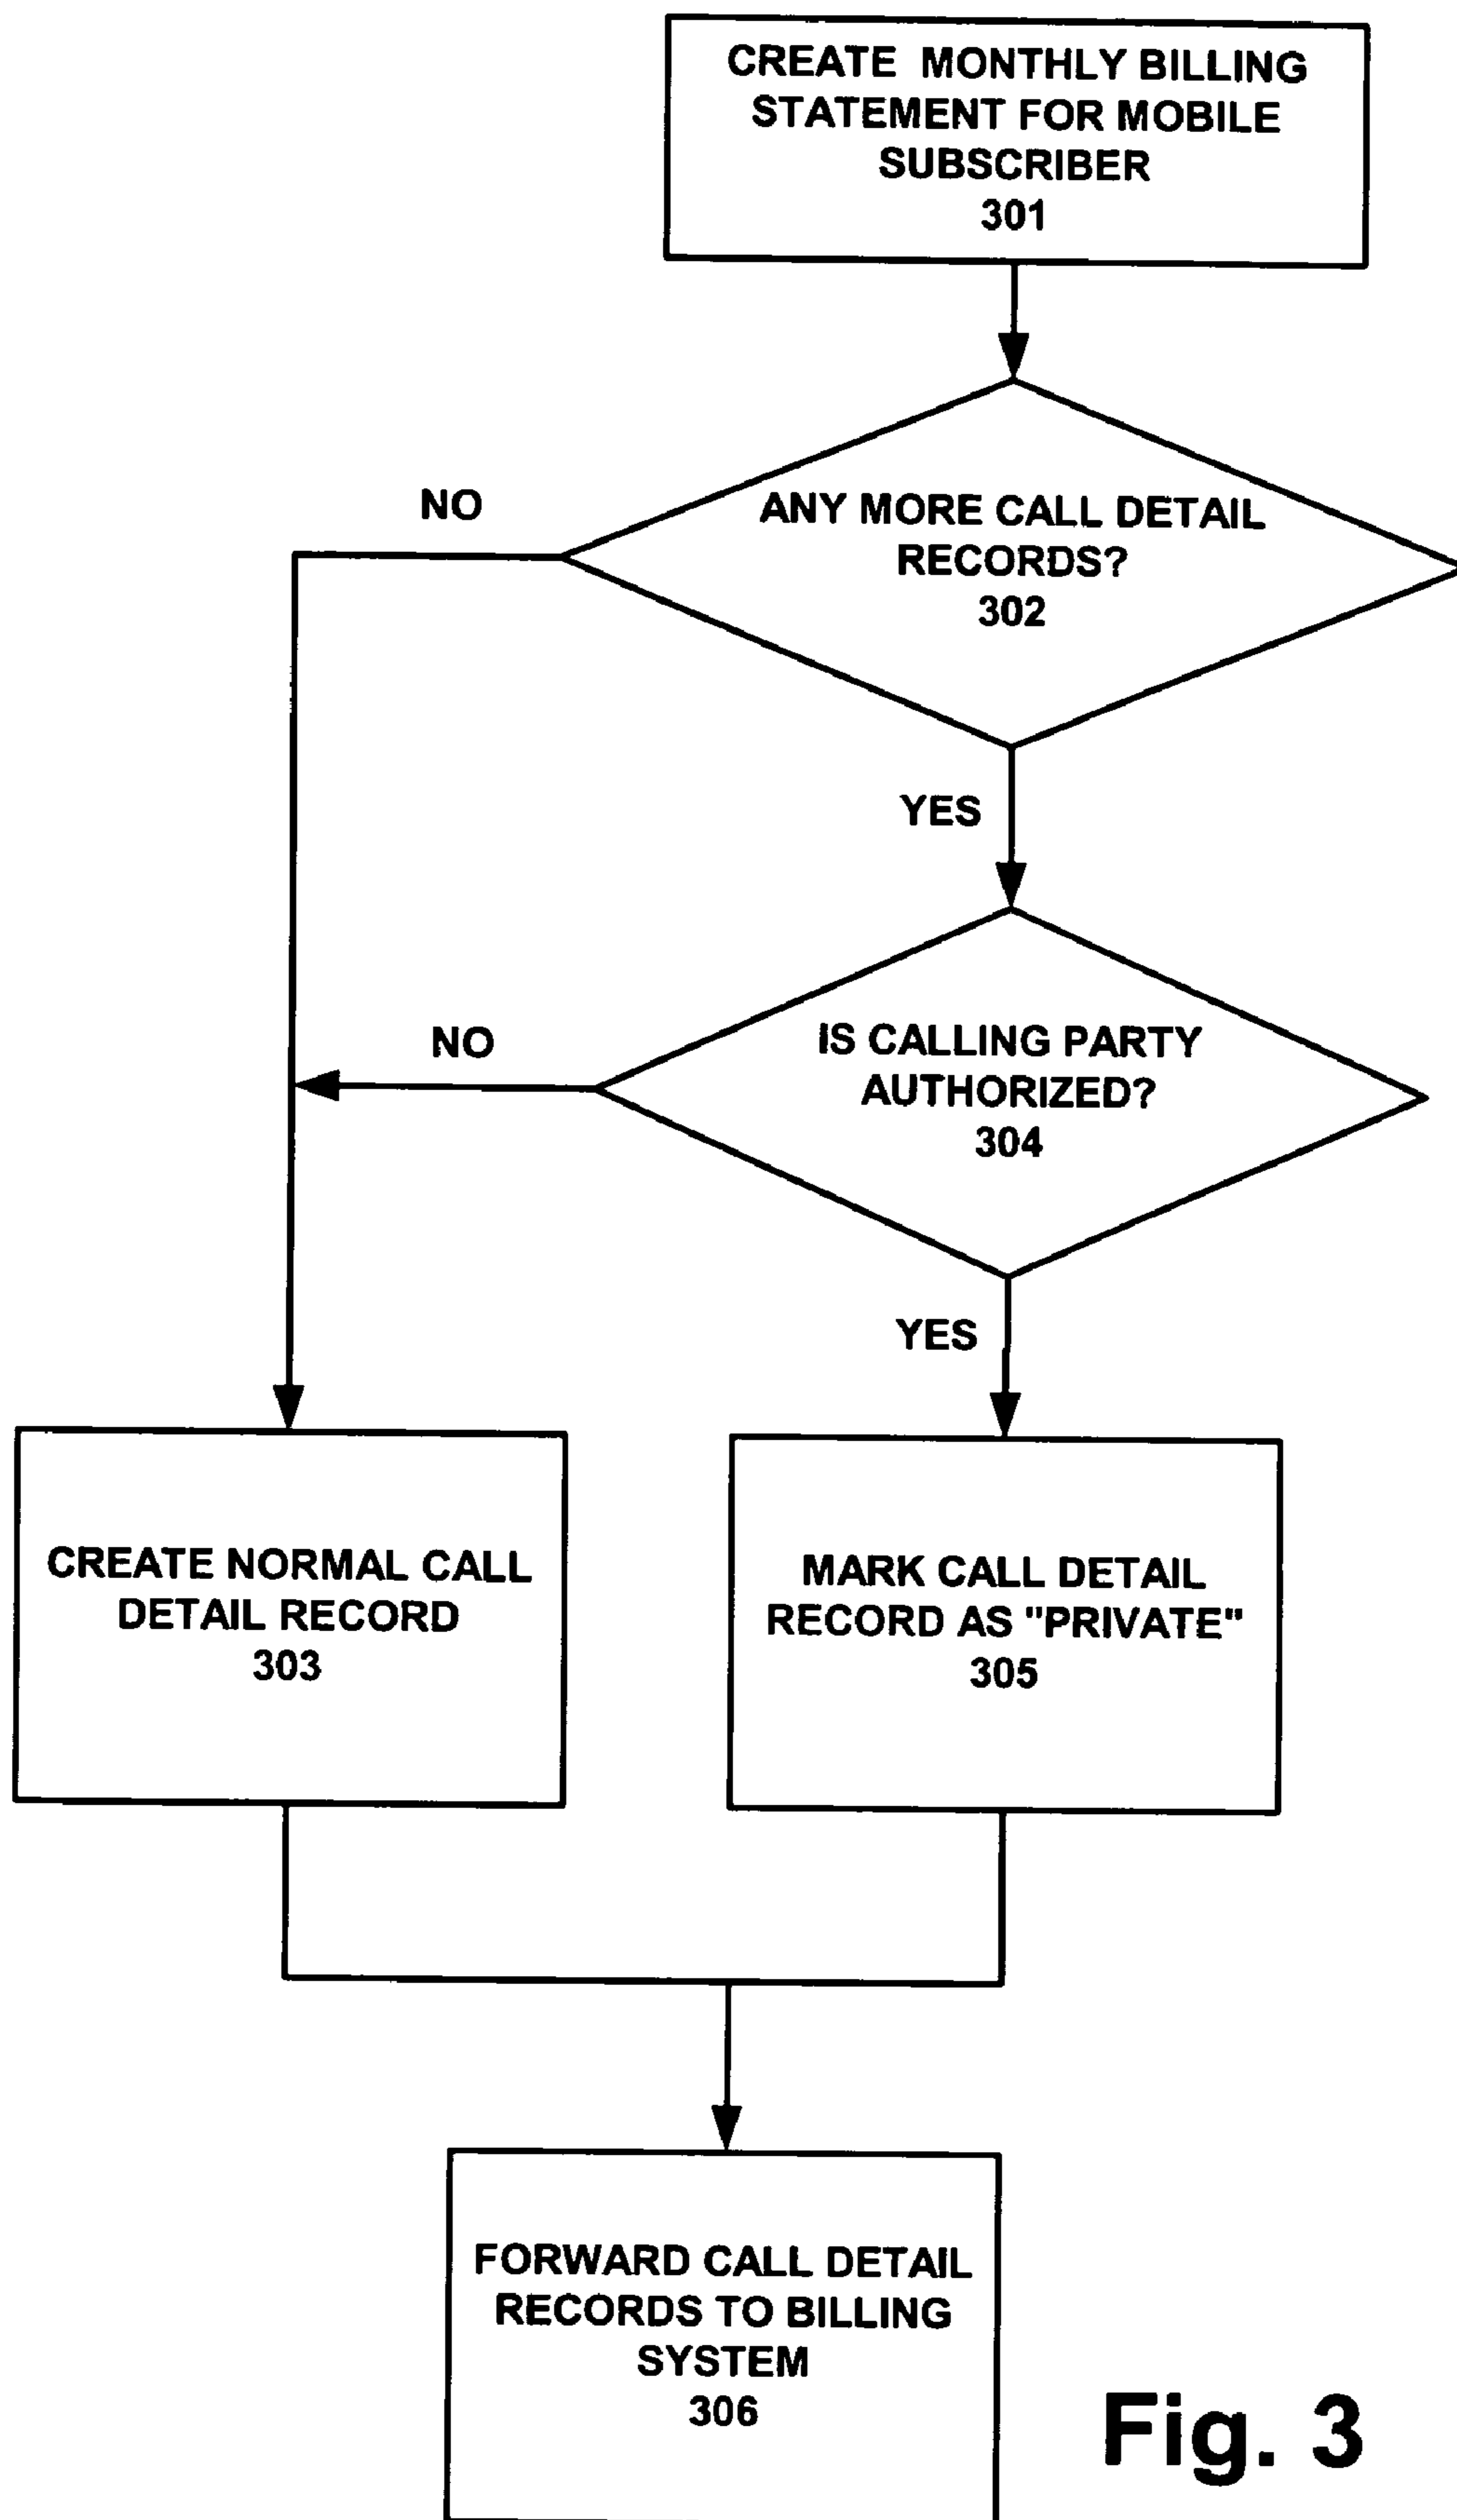 CREATE MONTHLY BILLING
STATEMENT FOR MOBILE
SUBSCRIBER
301
NO
ANY MORE CALL DETAIL
RECORDS?
302
YES
NO
IS CALLING PARTY
AUTHORIZED?
304
YES
CREATE NORMAL CALL
DETAIL RECORD
303
MARK CALL DETAIL
RECORD AS "PRIVATE"
305
FORWARD CALL DETAIL
RECORDS TO BILLING
SYSTEM
306
Fig. 3